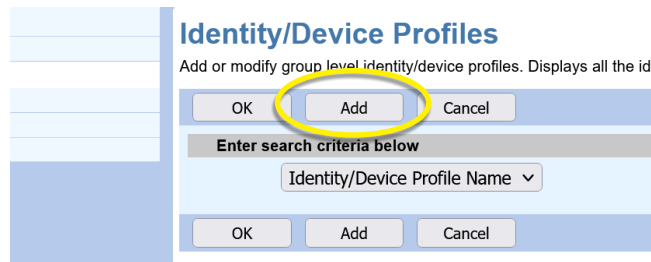 Identity/Device Profiles
Add or modify group level identity/device profiles. Displays all the id
OK Add Cancel
Enter search criteria below
Identity/Device Profile Name
OK Add Cancel